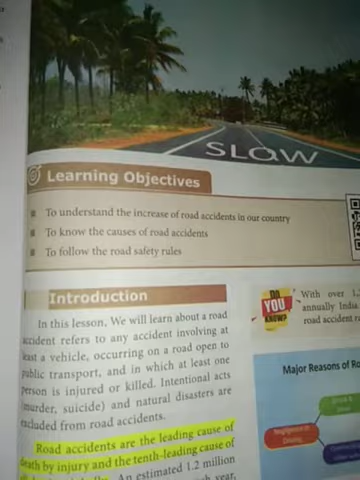 SLOW
Learning Objectives
To understand the increase of road accidents in our country
To know the causes of road accidents
To follow the road safety rules
Introduction
In this lesson. We will learn about a road
accident refers to any accident involving at
least a vehicle, occurring on a road open to
public transport, and in which at least one
person is injured or killed. Intentional acts
(murder, suicide) and natural disasters are
excluded from road accidents.
Road accidents are the leading cause of
death by injury and the tenth-leading cause of
An estimated 1.2 million
year,
DO
YOU
KNOW?
With over 1.
annually India
road accident
Major Reasons of
Negligence in
Driving